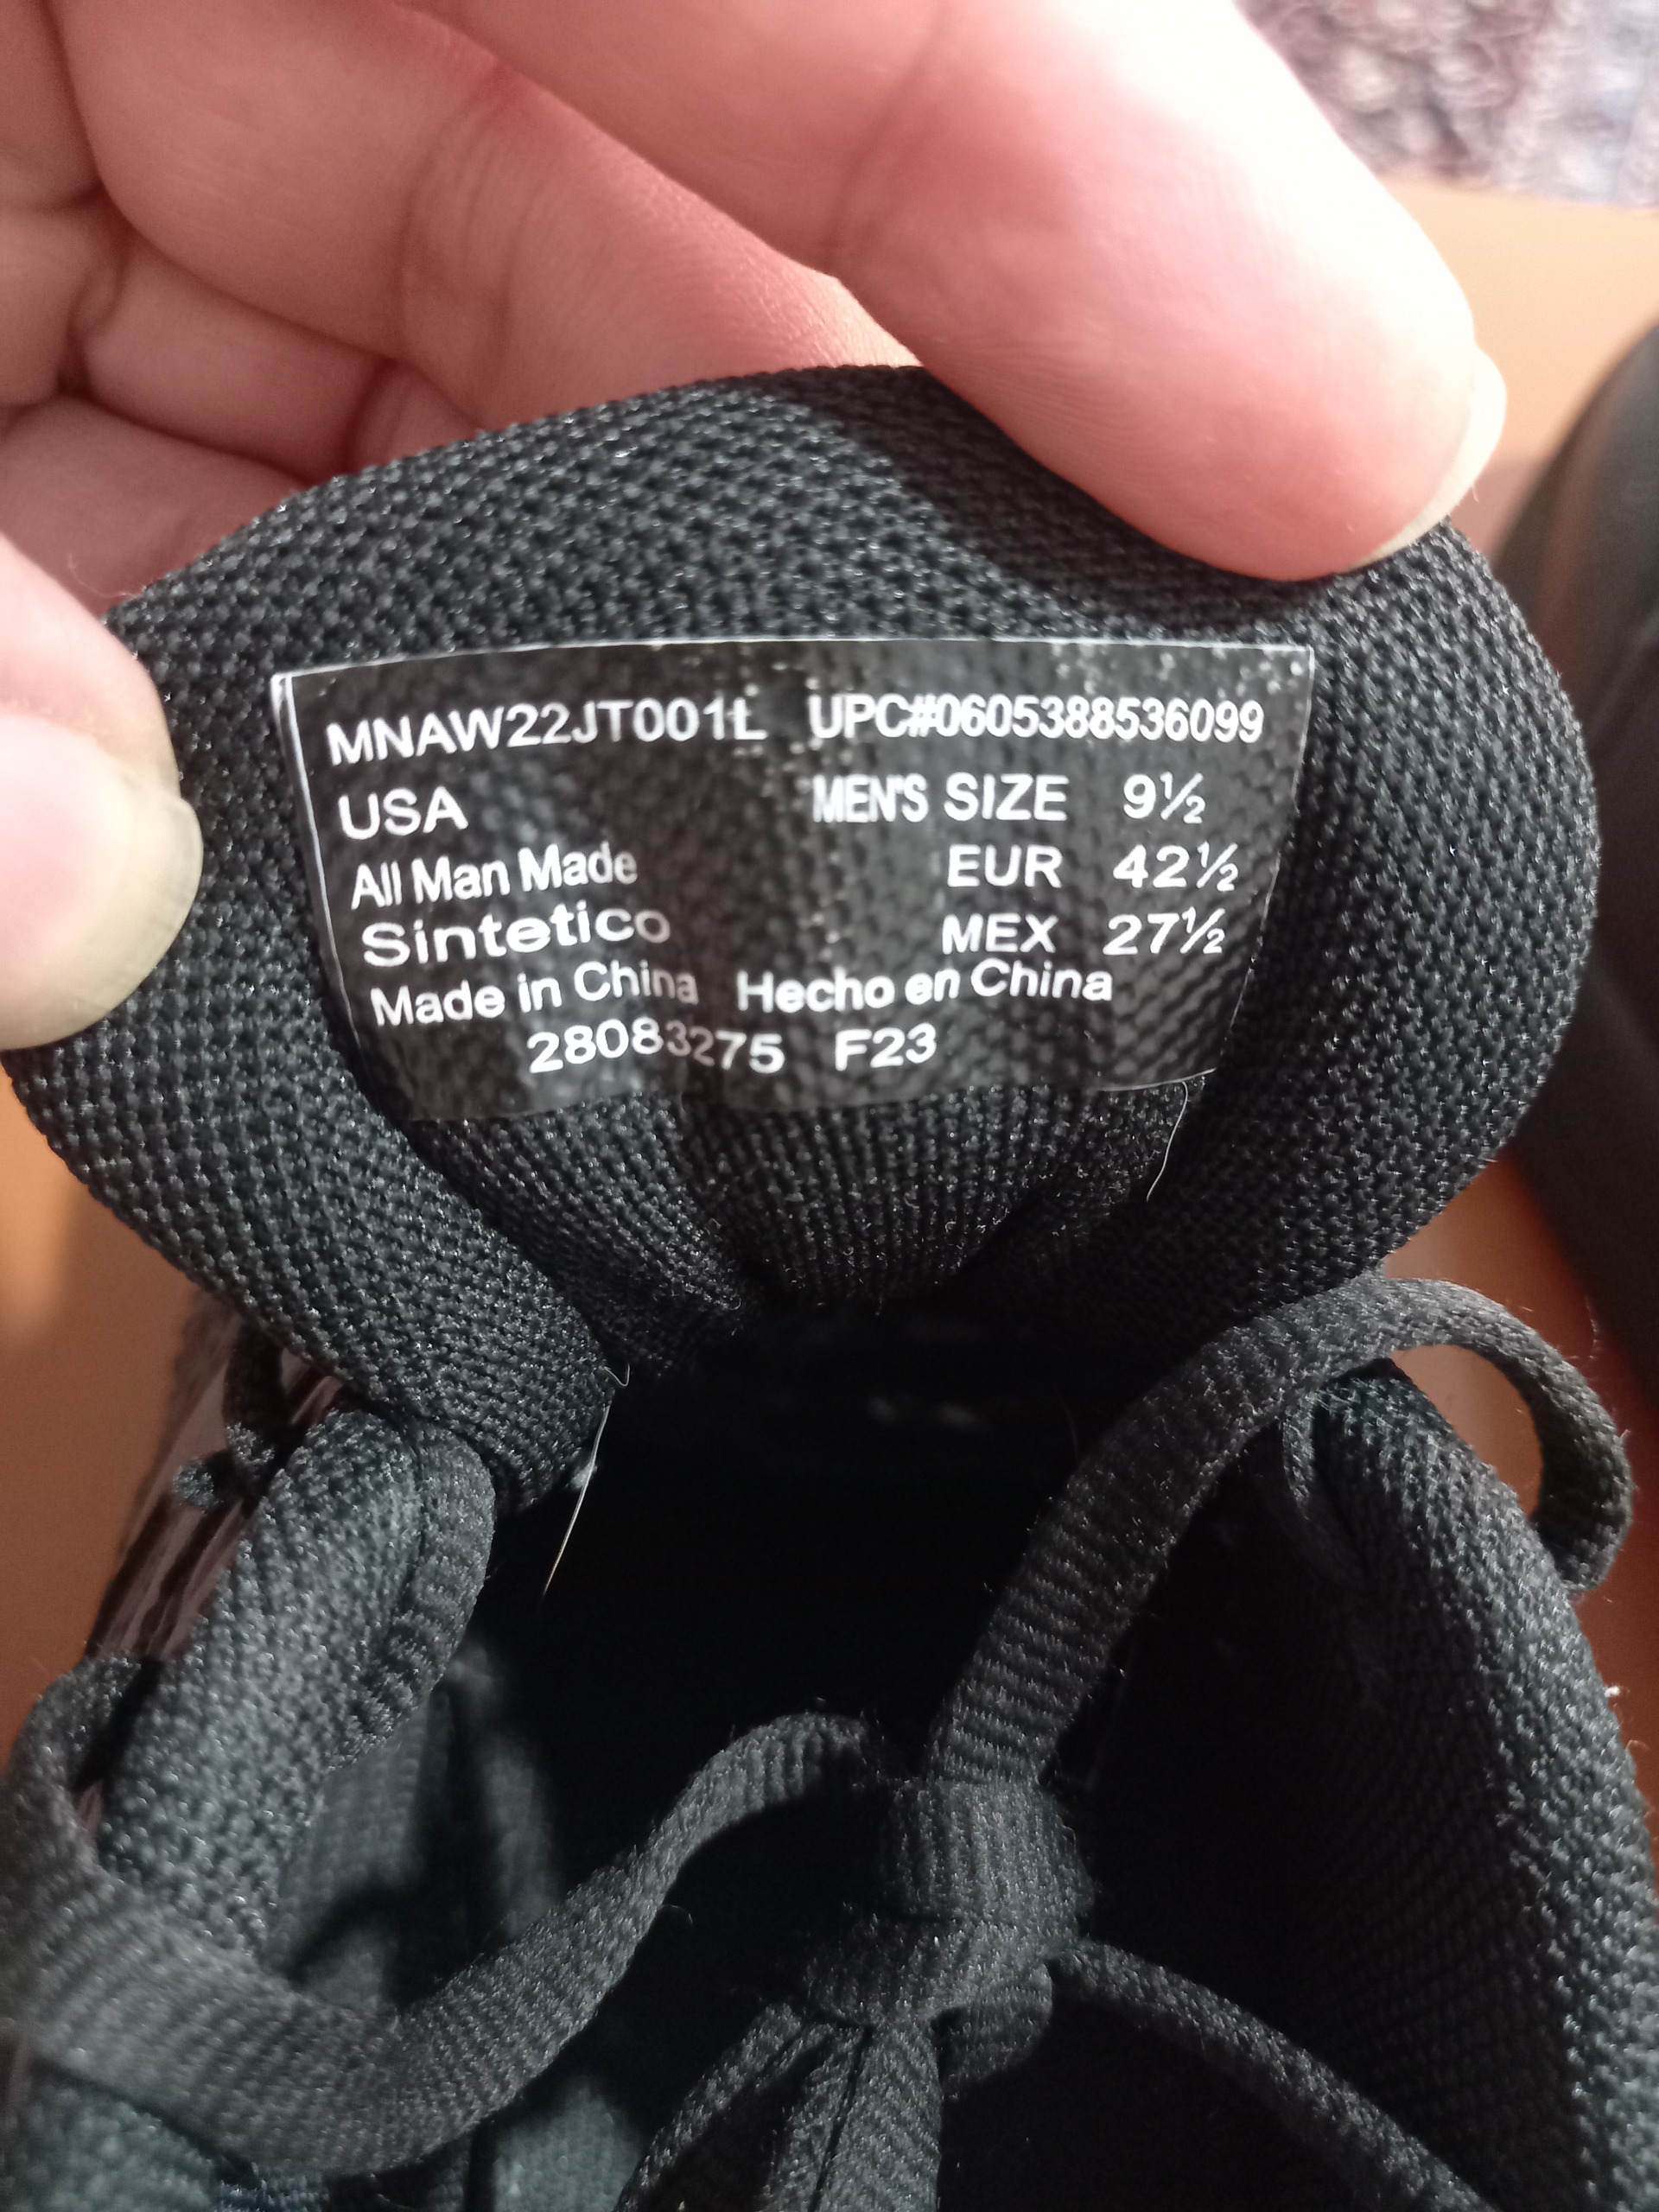 MNAW22JT001L UPC#0605388536099
USA MEN'S SIZE 9½
All Man Made EUR 42½
Sintetico MEX 27½
Made in China Hecho en China
28083275 F23